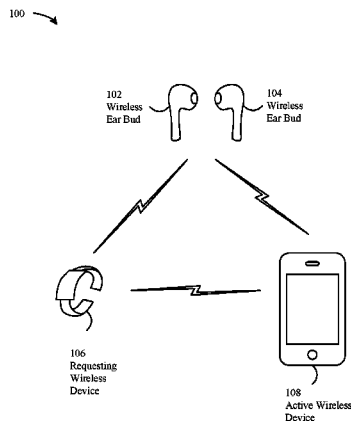 100
102
Wireless
Ear Bud
104
Wireless
Ear Bud
106
Requesting
Wireless
Device
108
Active Wireless
Device